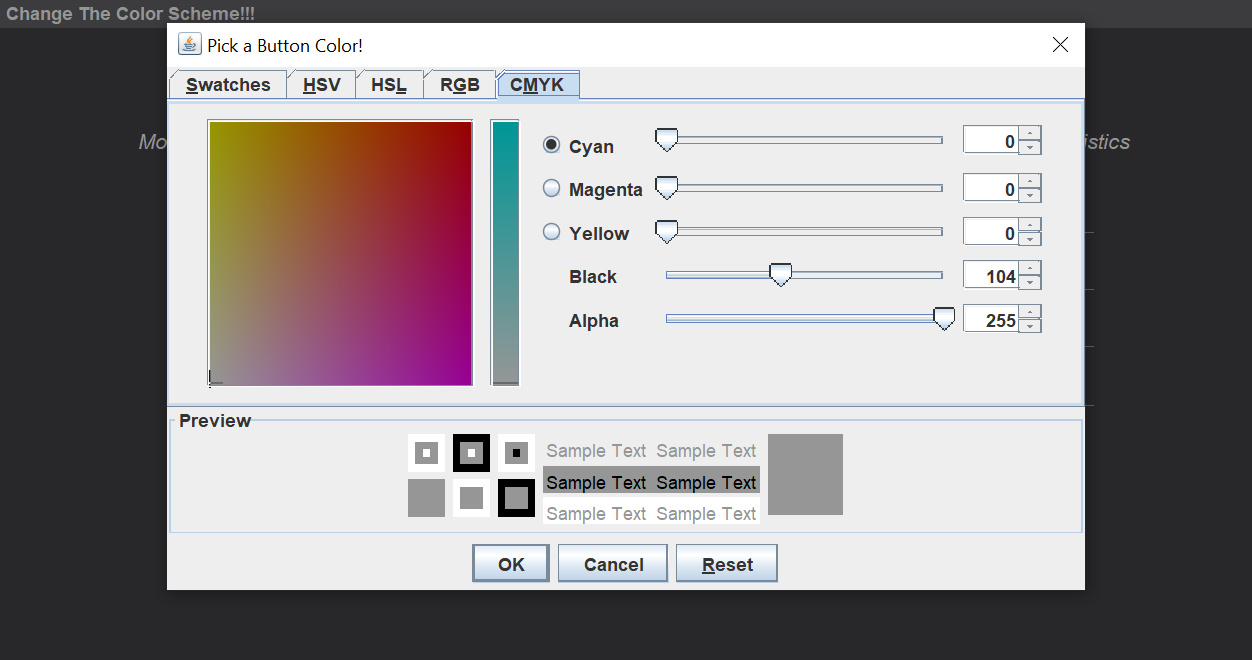 Change The Color Scheme!!!
Pick a Button Color!
Swatches HSV HSL RGB CMYK
Mo
istics
Cyan 0
Magenta 0
Yellow 0
Black 104
Alpha 255
Preview
Sample Text Sample Text
Sample Text Sample Text
Sample Text Sample Text
OK Cancel Reset